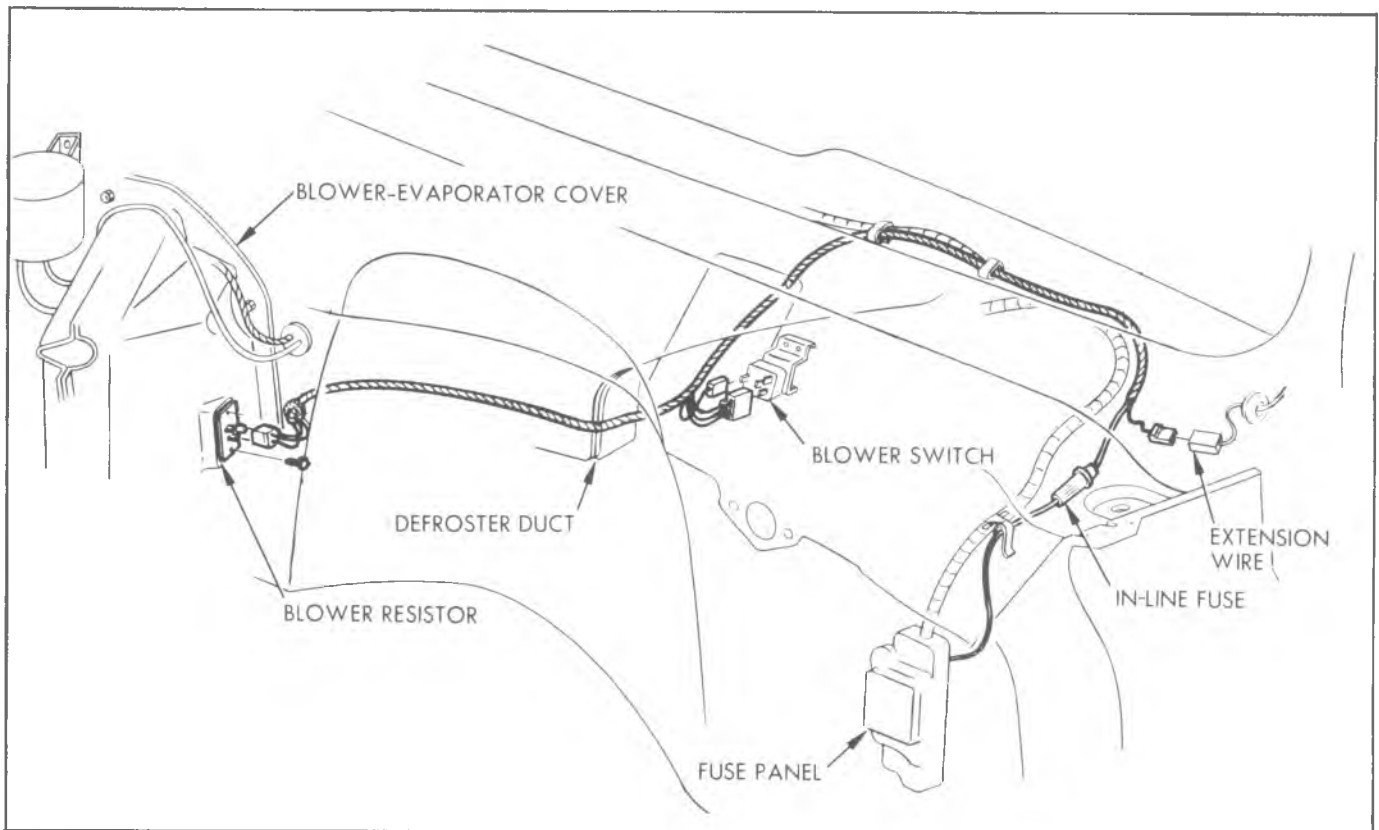 BLOWER-EVAPORATOR COVER
BLOWER SWITCH
DEFROSTER DUCT
EXTENSION
WIRE
IN-LINE FUSE
BLOWER RESISTOR
FUSE PANEL